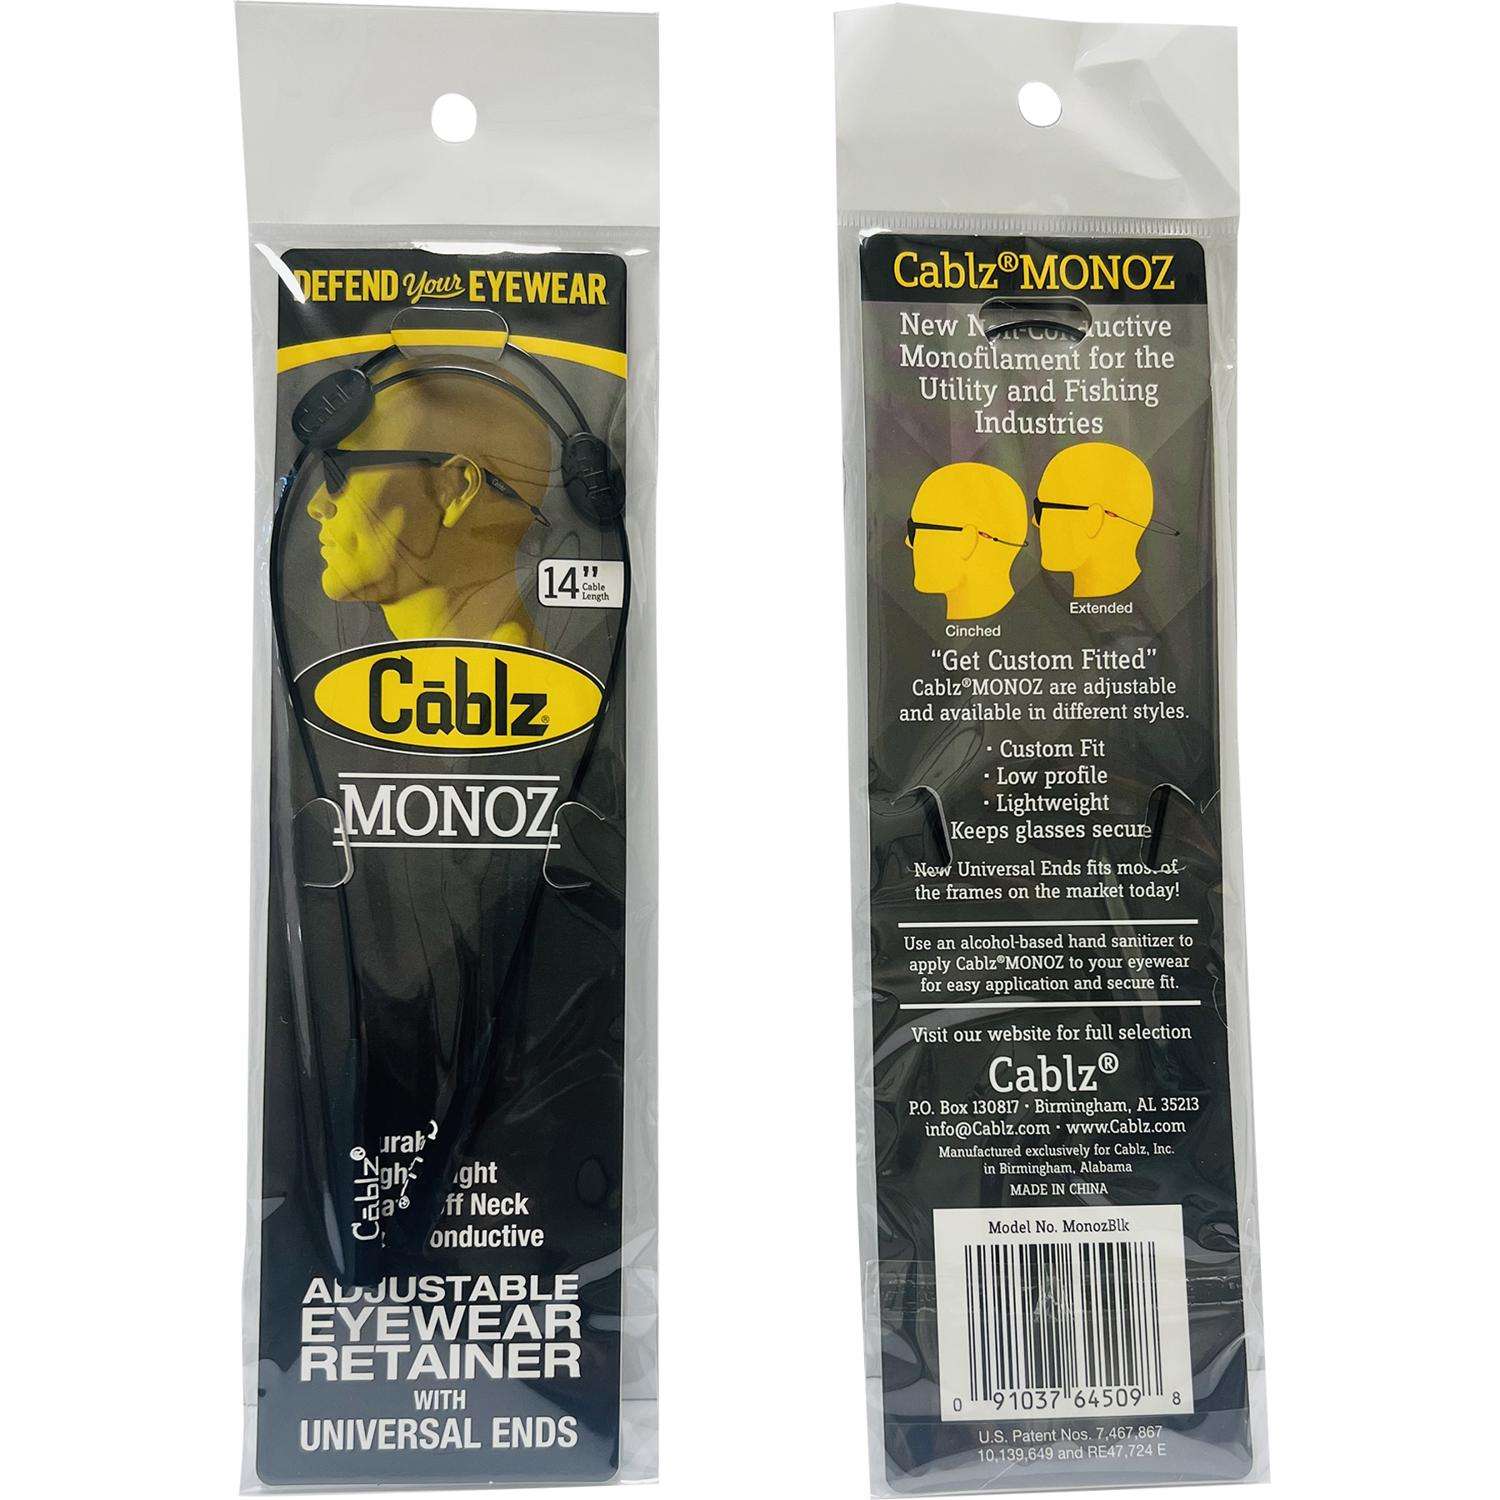 DEFEND Your EYEWEAR
14” Cable Length
Cāblz®
MONOZ
Cāblz®
ff Neck
onductive
ADJUSTABLE
EYEWEAR
RETAINER
WITH
UNIVERSAL ENDS
Cablz®MONOZ
New
Monofilament for the
Utility and Fishing
Industries
Extended
Cinched
“Get Custom Fitted”
Cablz®MONOZ are adjustable
and available in different styles.
· Custom Fit
· Low profile
· Lightweight
Keeps glasses secure
New Universal Ends fits most of
the frames on the market today!
Use an alcohol-based hand sanitizer to
apply Cablz®MONOZ to your eyewear
for easy application and secure fit.
Visit our website for full selection
Cablz®
P.O. Box 130817 · Birmingham, AL 35213
info@Cablz.com · www.Cablz.com
Manufactured exclusively for Cablz, Inc.
in Birmingham, Alabama
MADE IN CHINA
Model No. MonozBlk
0 91037 64509 8
U.S. Patent Nos. 7,467,867
10,139,649 and RE47,724 E